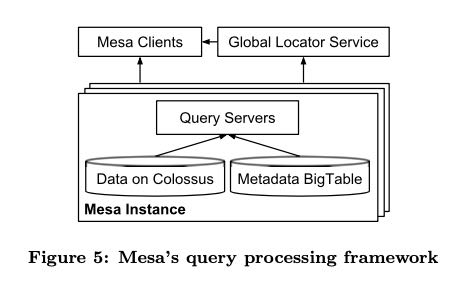 Mesa Clients
Global Locator Service
Query Servers
Data on Colossus
Metadata BigTable
Mesa Instance
Figure 5: Mesa's query processing framework